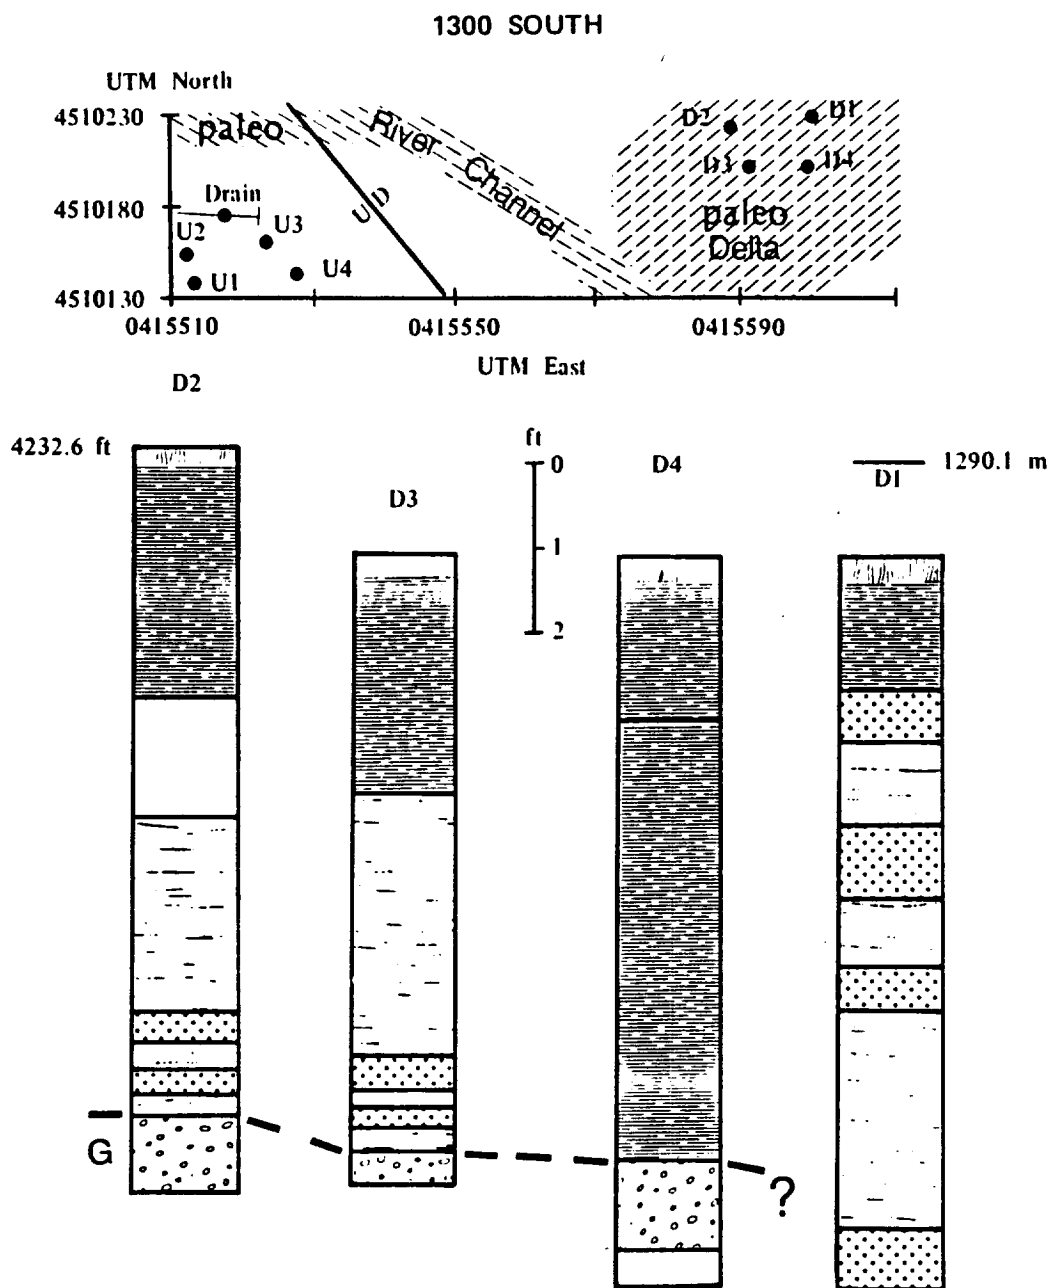 1300 SOUTH
UTM North
4510230
4510180
4510130
paleo
River Channel
D2
D1
D3
D4
paleo
Delta
Drain
U D
U2
U3
U1
U4
0415510
0415550
0415590
UTM East
D2
4232.6 ft
ft
0
D4
1290.1 m
D1
D3
1
2
G
?